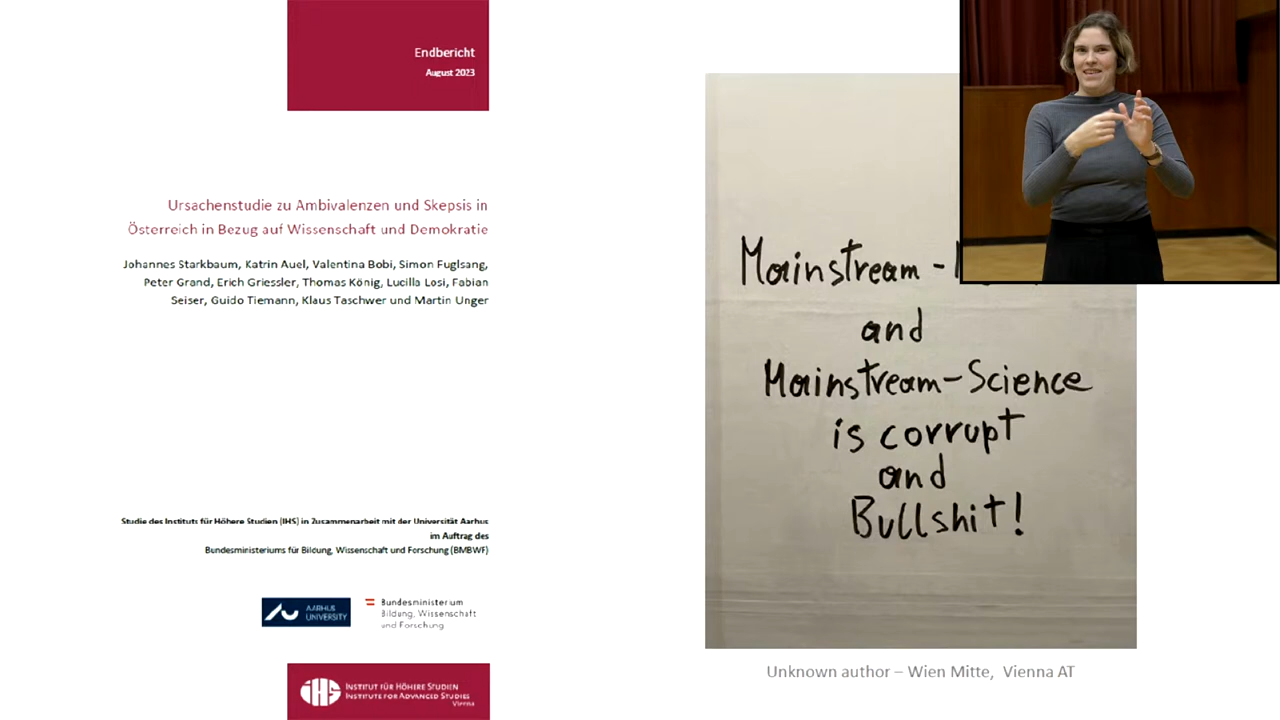 Endbericht
August 2023
Ursachenstudie zu Ambivalenzen und Skepsis in
Österreich in Bezug auf Wissenschaft und Demokratie
Johannes Starkbaum, Katrin Auel, Valentina Bobi, Simon Fuglsang,
Peter Grand, Erich Griessler, Thomas König, Lucilla Losi, Fabian
Seiser, Guido Tiemann, Klaus Taschwer und Martin Unger
Studie des Instituts für Höhere Studien (IHS) in Zusammenarbeit mit der Universität Aarhus
im Auftrag des
Bundesministeriums für Bildung, Wissenschaft und Forschung (BMBWF)
AARHUS
UNIVERSITY
Bundesministerium
Bildung, Wissenschaft
und Forschung
IHS
INSTITUT FÜR HÖHERE STUDIEN
INSTITUTE FOR ADVANCED STUDIES
Vienna
Mainstream -
and
Mainstream-Science
is corrupt
and
Bullshit!
Unknown author – Wien Mitte, Vienna AT